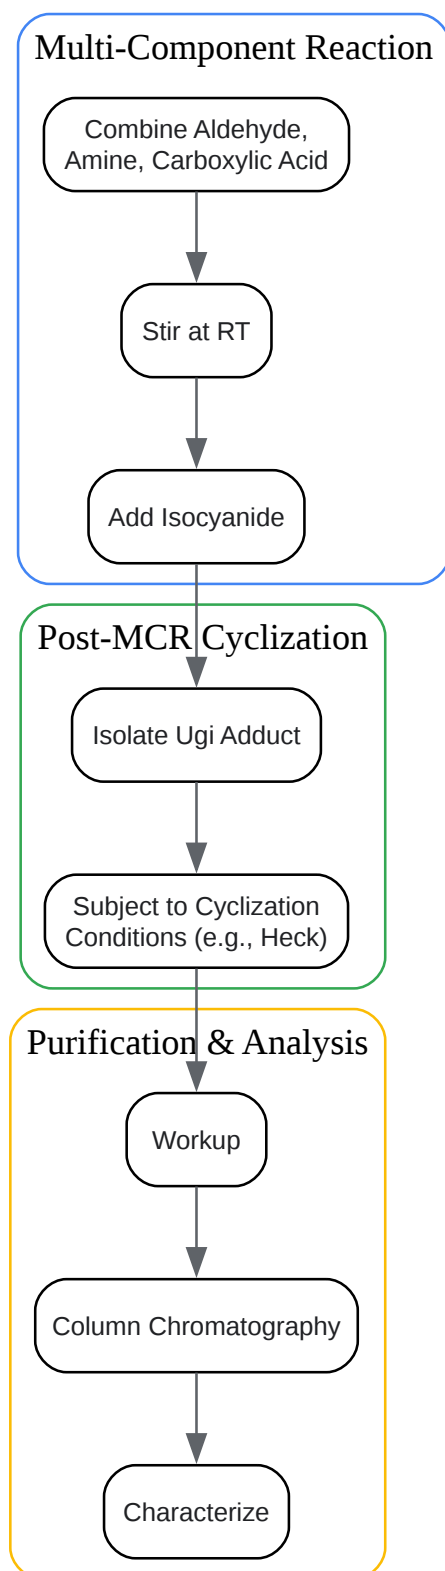 Multi-Component Reaction
Combine Aldehyde,
Amine, Carboxylic Acid
Stir at RT
Add Isocyanide
Post-MCR Cyclization
Isolate Ugi Adduct
Subject to Cyclization
Conditions (e.g., Heck)
Purification & Analysis
Workup
Column Chromatography
Characterize